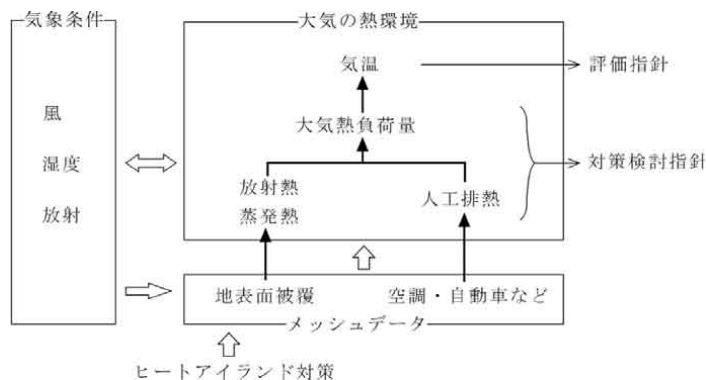 気象条件
風
湿度
放射
大気の熱環境
気温
評価指針
大気熱負荷量
対策検討指針
放射熱
蒸発熱
人工排熱
地表面被覆
空調・自動車など
メッシュデータ
ヒートアイランド対策